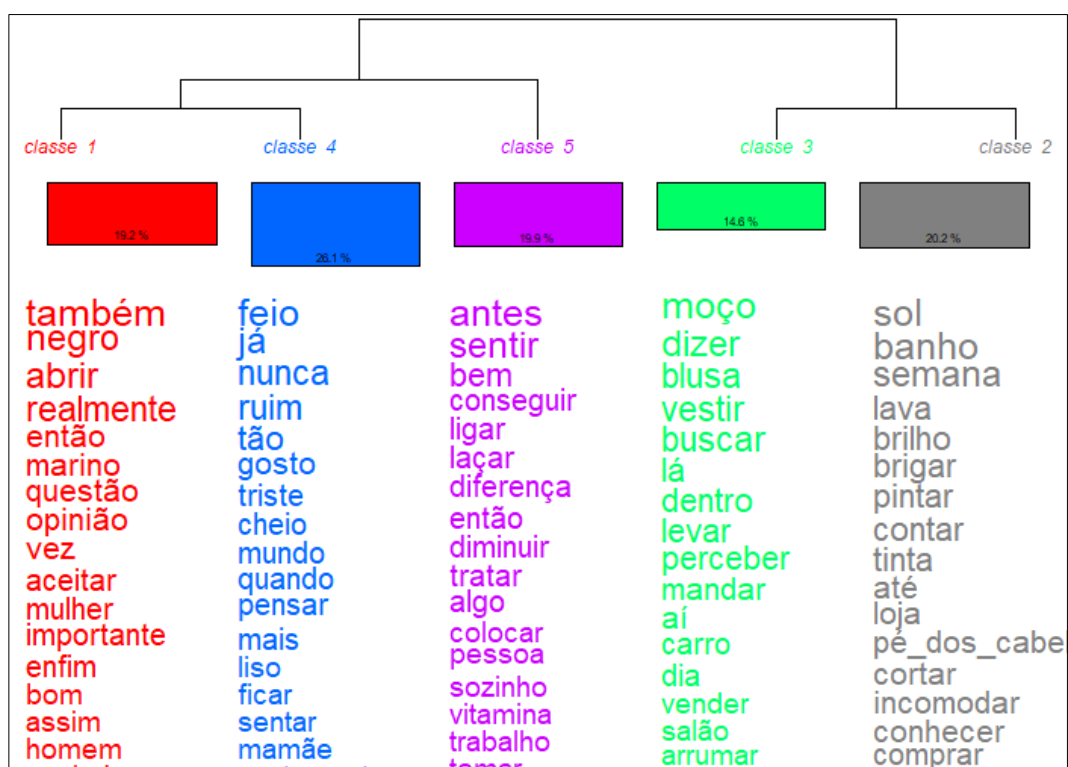 classe 1
classe 4
classe 5
classe 3
classe 2
19.2 %
26.1 %
19.9 %
14.6 %
20.2 %
também
negro
abrir
realmente
então
marino
questão
opinião
vez
aceitar
mulher
importante
enfim
bom
assim
homem
feio
já
nunca
ruim
tão
gosto
triste
cheio
mundo
quando
pensar
mais
liso
ficar
sentar
mamãe
antes
sentir
bem
conseguir
ligar
laçar
diferença
então
diminuir
tratar
algo
colocar
pessoa
sozinho
vitamina
trabalho
moço
dizer
blusa
vestir
buscar
lá
dentro
levar
perceber
mandar
aí
carro
dia
vender
salão
arrumar
sol
banho
semana
lava
brilho
brigar
pintar
contar
tinta
até
loja
pé_dos_cabel
cortar
incomodar
conhecer
comprar